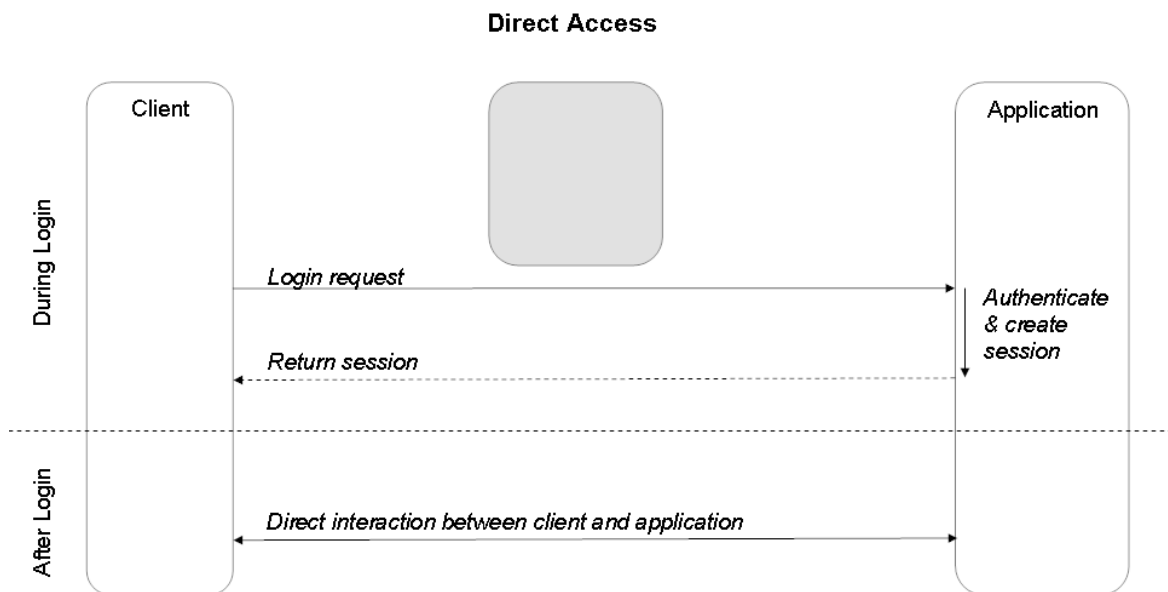 Direct Access
Client
Application
During Login
Login request
Authenticate
& create
session
Return session
After Login
Direct interaction between client and application